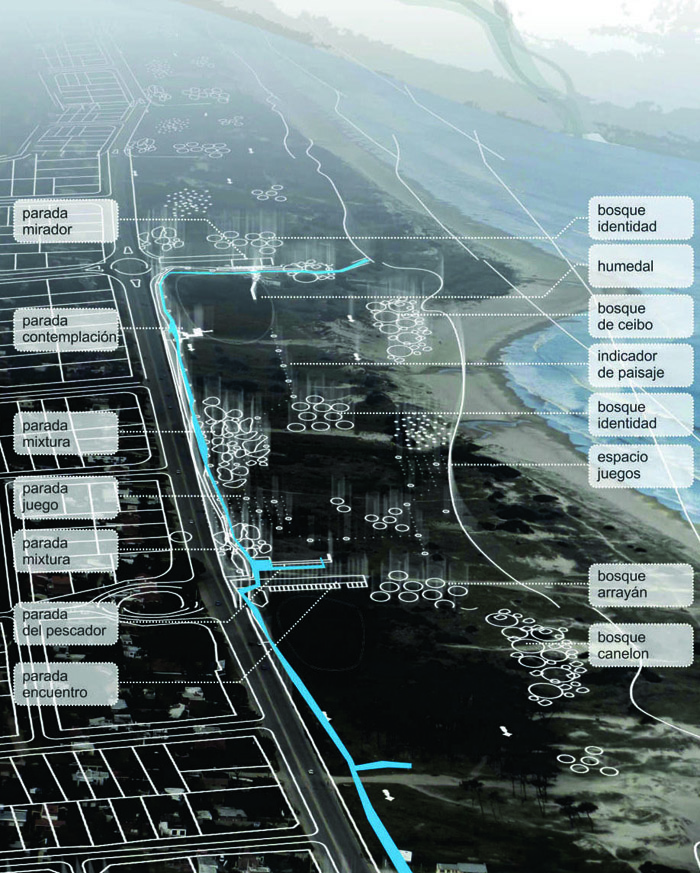 parada
mirador
parada
contemplación
parada
mixtura
parada
juego
parada
mixtura
parada
del pescador
parada
encuentro
bosque
identidad
humedal
bosque
de ceibo
indicador
de paisaje
bosque
identidad
espacio
juegos
bosque
arrayán
bosque
canelon